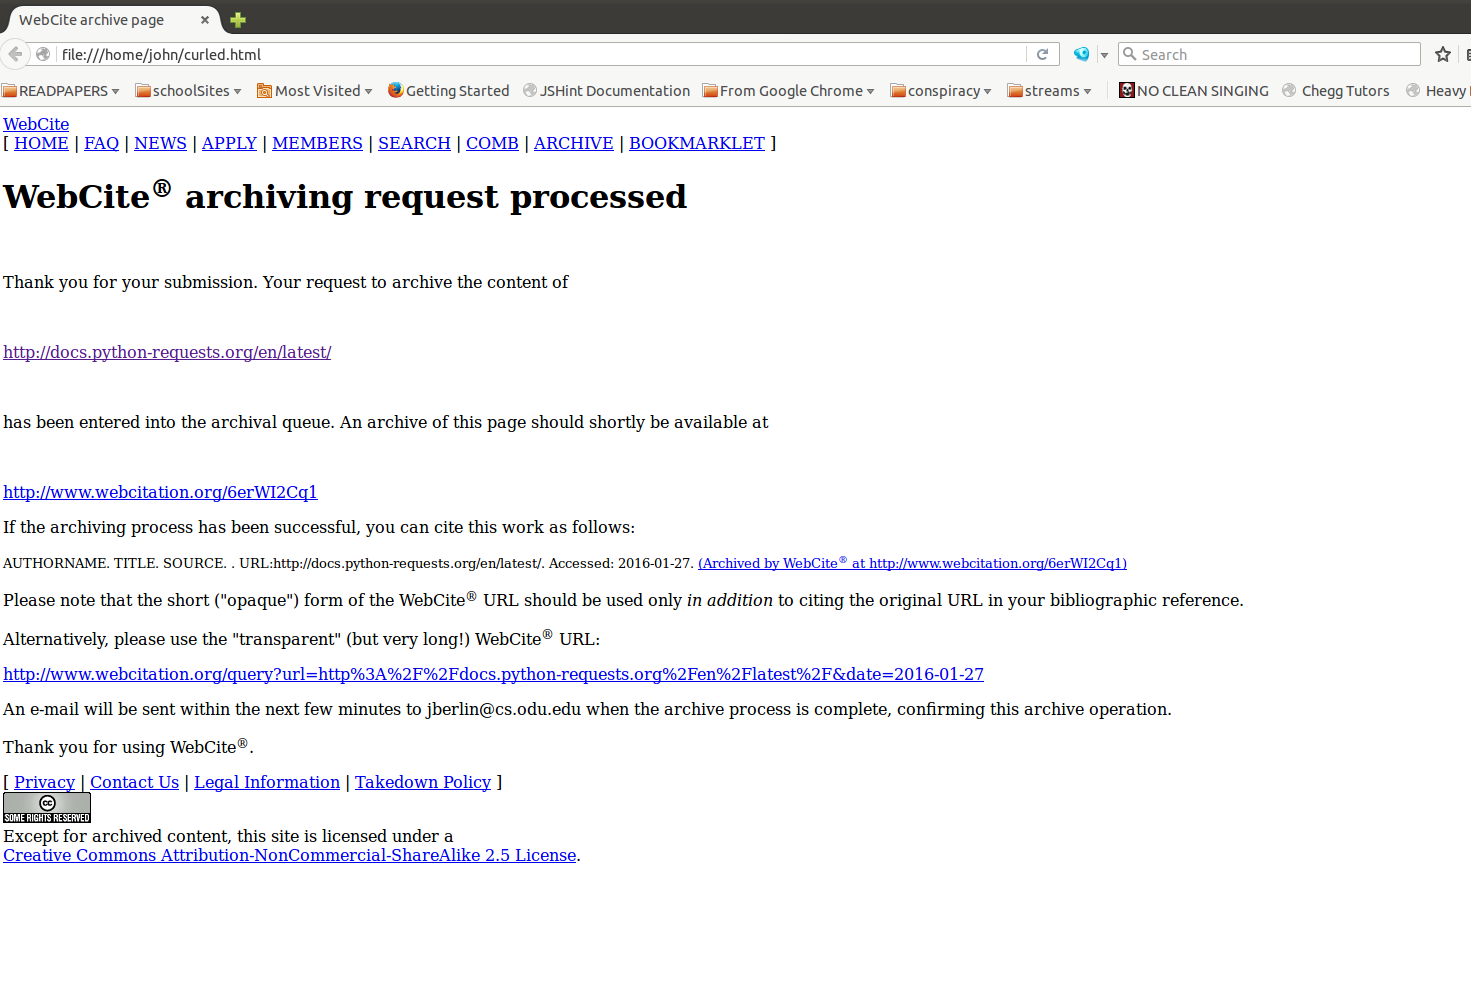 WebCite archive page
file:///home/john/curled.html
Search
READPAPERS schoolSites Most Visited Getting Started JSHint Documentation From Google Chrome conspiracy streams NO CLEAN SINGING Chegg Tutors Heavy
WebCite
[ HOME | FAQ | NEWS | APPLY | MEMBERS | SEARCH | COMB | ARCHIVE | BOOKMARKLET ]
WebCite® archiving request processed
Thank you for your submission. Your request to archive the content of
http://docs.python-requests.org/en/latest/
has been entered into the archival queue. An archive of this page should shortly be available at
http://www.webcitation.org/6erWI2Cq1
If the archiving process has been successful, you can cite this work as follows:
AUTHORNAME. TITLE. SOURCE. . URL:http://docs.python-requests.org/en/latest/. Accessed: 2016-01-27. (Archived by WebCite® at http://www.webcitation.org/6erWI2Cq1)
Please note that the short ("opaque") form of the WebCite® URL should be used only in addition to citing the original URL in your bibliographic reference.
Alternatively, please use the "transparent" (but very long!) WebCite® URL:
http://www.webcitation.org/query?url=http%3A%2F%2Fdocs.python-requests.org%2Fen%2Flatest%2F&date=2016-01-27
An e-mail will be sent within the next few minutes to jberlin@cs.odu.edu when the archive process is complete, confirming this archive operation.
Thank you for using WebCite®.
[ Privacy | Contact Us | Legal Information | Takedown Policy ]
cc
SOME RIGHTS RESERVED
Except for archived content, this site is licensed under a
Creative Commons Attribution-NonCommercial-ShareAlike 2.5 License.